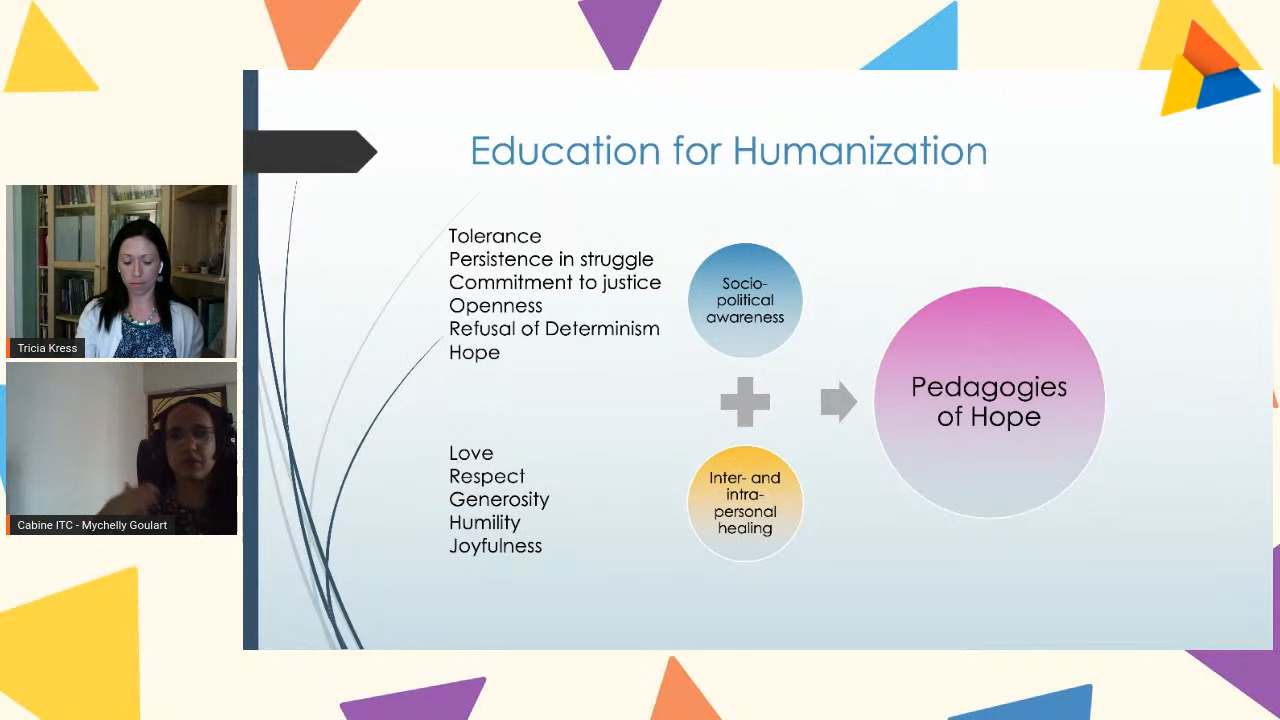 Education for Humanization
Tolerance
Persistence in struggle
Commitment to justice
Openness
Refusal of Determinism
Hope
Socio-
political
awareness
Love
Respect
Generosity
Humility
Joyfulness
Inter- and
intra-
personal
healing
Pedagogies
of Hope
Tricia Kress
Cabine ITC - Mychelly Goulart